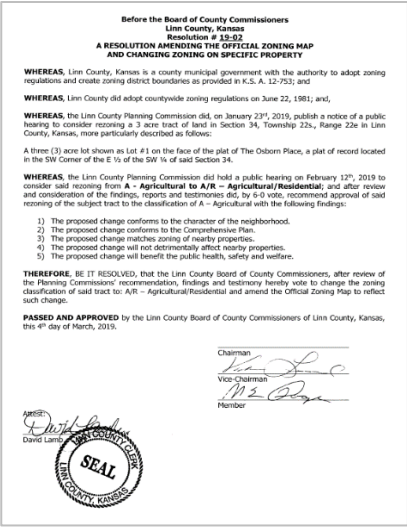 Before the Board of County Commissioners
Linn County, Kansas
Resolution # 19-02
A RESOLUTION AMENDING THE OFFICIAL ZONING MAP
AND CHANGING ZONING ON SPECIFIC PROPERTY
WHEREAS, Linn County, Kansas is a county municipal government with the authority to adopt zoning
regulations and create zoning district boundaries as provided in K.S. A. 12-753; and
WHEREAS, Linn County did adopt countywide zoning regulations on June 22, 1981; and,
WHEREAS, the Linn County Planning Commission did, on January 23rd, 2019, publish a notice of a public
hearing to consider rezoning a 3 acre tract of land in Section 34, Township 22s., Range 22e in Linn
County, Kansas, more particularly described as follows:
A three (3) acre lot shown as Lot #1 on the face of the plat of The Osborn Place, a plat of record located
in the SW Corner of the E ½ of the SW ¼ of said Section 34.
WHEREAS, the Linn County Planning Commission did hold a public hearing on February 12th, 2019 to
consider said rezoning from A - Agricultural to A/R – Agricultural/Residential; and after review
and consideration of the findings, reports and testimonies did, by 6-0 vote, recommend approval of said
rezoning of the subject tract to the classification of A – Agricultural with the following findings:
1) The proposed change conforms to the character of the neighborhood.
2) The proposed change conforms to the Comprehensive Plan.
3) The proposed change matches zoning of nearby properties.
4) The proposed change will not detrimentally affect nearby properties.
5) The proposed change will benefit the public health, safety and welfare.
THEREFORE, BE IT RESOLVED, that the Linn County Board of County Commissioners, after review of
the Planning Commissions' recommendation, findings and testimony hereby vote to change the zoning
classification of said tract to: A/R – Agricultural/Residential and amend the Official Zoning Map to reflect
such change.
PASSED AND APPROVED by the Linn County Board of County Commissioners of Linn County, Kansas,
this 4th day of March, 2019.
Chairman
Vice-Chairman
Member
Attest:
David Lamb
LINN COUNTY CLERK
SEAL
LINN COUNTY, KANSAS